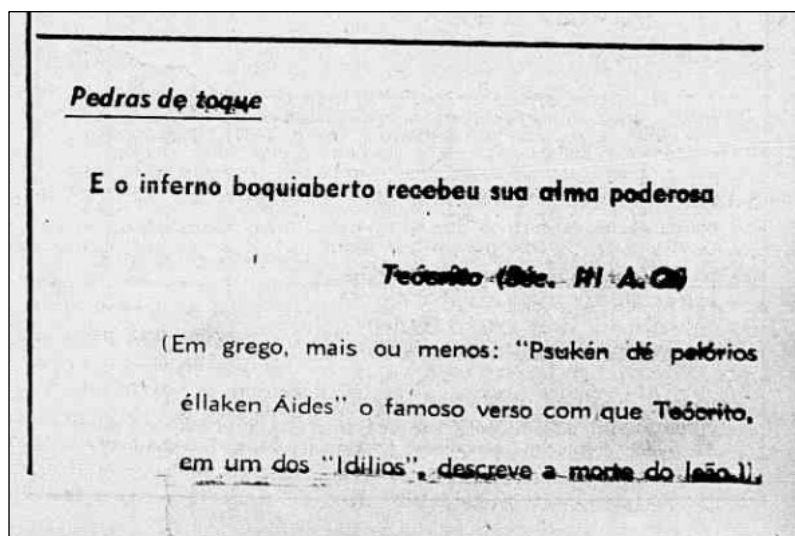 Pedras de toque
E o inferno boquiaberto recebeu sua alma poderosa
Teócrito (Séc. III A. C.)
(Em grego, mais ou menos: "Psukén dé pelórios
éllaken Áides" o famoso verso com que Teócrito,
em um dos "Idílios", descreve a morte do leão).